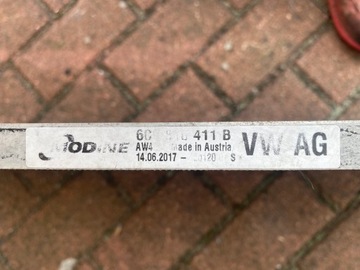 MODINE
6C 411 B
AW4 Made in Austria
14.06.2017- S
VW AG